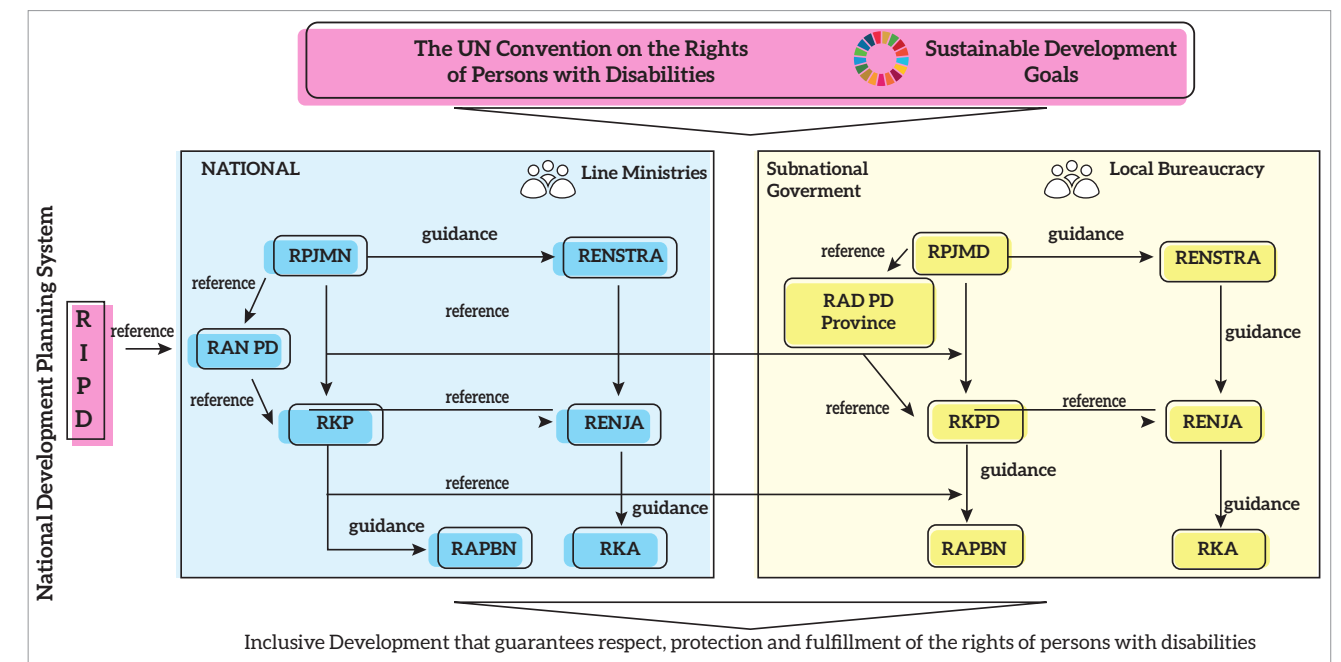 The UN Convention on the Rights
of Persons with Disabilities
Sustainable Development
Goals
National Development Planning System
R
I
P
D
reference
NATIONAL
Line Ministries
RPJMN
guidance
RENSTRA
reference
reference
RAN PD
reference
RKP
reference
RENJA
reference
guidance
guidance
RAPBN
RKA
Subnational
Goverment
Local Bureaucracy
reference
RPJMD
guidance
RENSTRA
RAD PD
Province
guidance
reference
RKPD
reference
RENJA
guidance
guidance
RAPBN
RKA
Inclusive Development that guarantees respect, protection and fulfillment of the rights of persons with disabilities